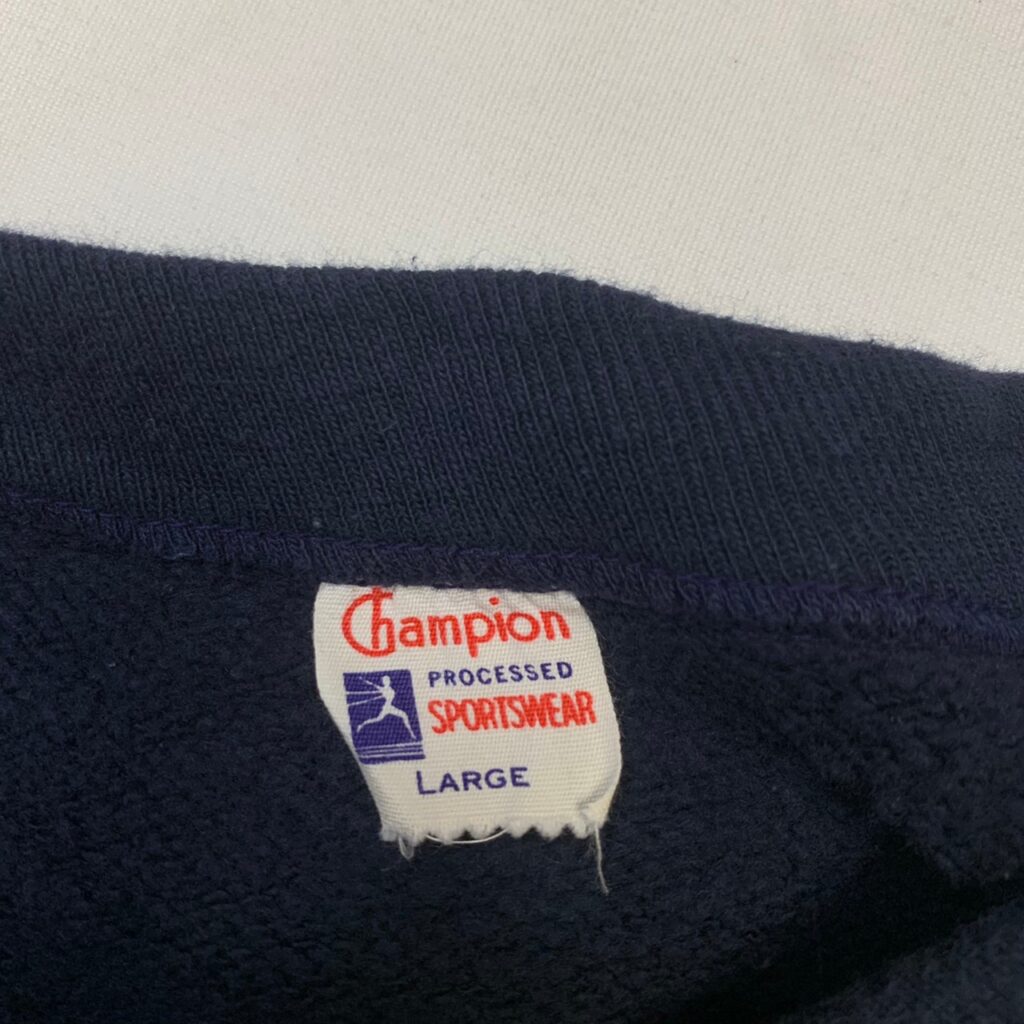 Champion
PROCESSED
SPORTSWEAR
LARGE